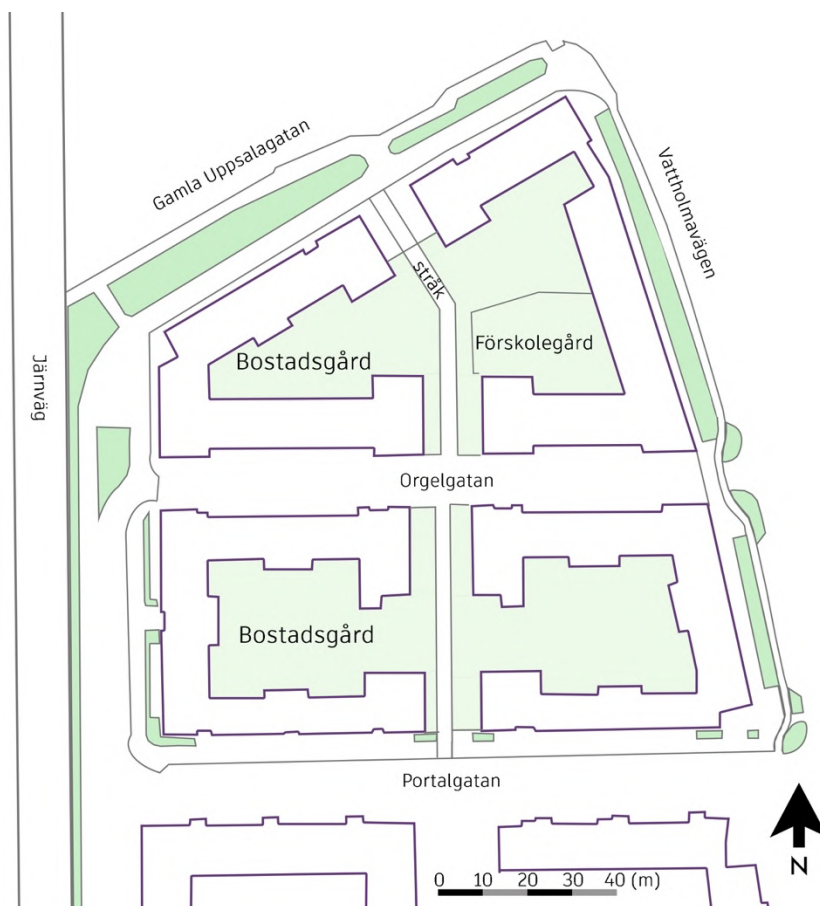 Gamla Uppsalagatan
Vattholmavägen
stråk
Järnväg
Bostadsgård
Förskolegård
Orgelgatan
Bostadsgård
Portalgatan
N
0 10 20 30 40 (m)